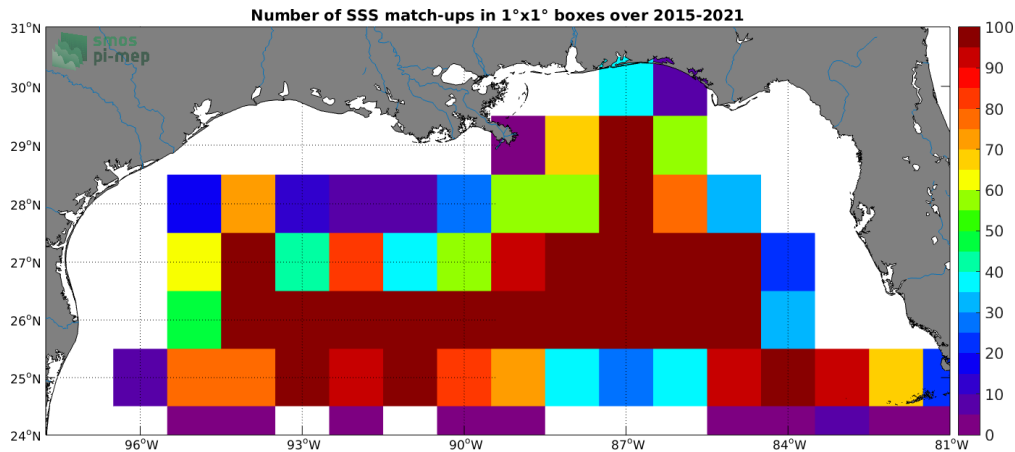 Number of SSS match-ups in 1°x1° boxes over 2015-2021
smos
pi-mep
31°N
30°N
29°N
28°N
27°N
26°N
25°N
24°N
96°W
93°W
90°W
87°W
84°W
81°W
100
90
80
70
60
50
40
30
20
10
0